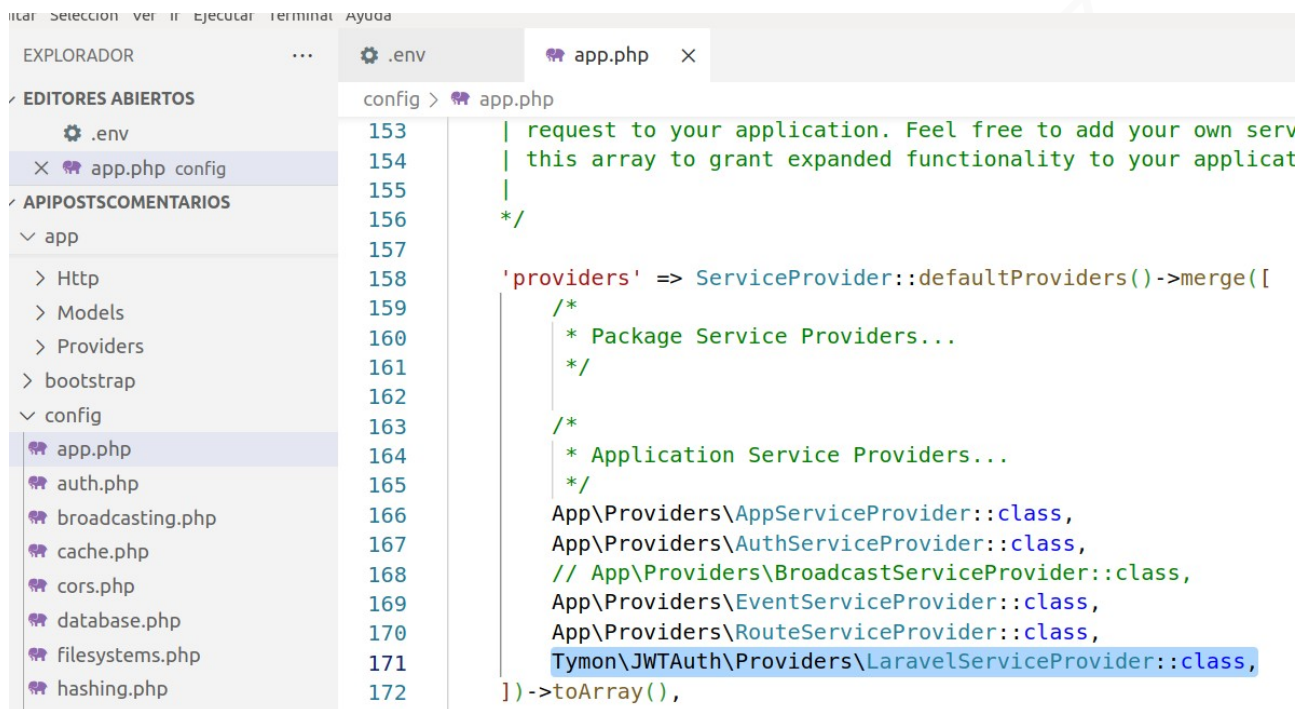 itar Selección Ver Ir Ejecutar Terminal Ayuda
EXPLORADOR ...
EDITORES ABIERTOS
.env
app.php config
APIPOSTSCOMENTARIOS
app
Http
Models
Providers
bootstrap
config
app.php
auth.php
broadcasting.php
cache.php
cors.php
database.php
filesystems.php
hashing.php
.env
app.php
config > app.php
153 | request to your application. Feel free to add your own serv
154 | this array to grant expanded functionality to your applicat
155 |
156 */
157
158 'providers' => ServiceProvider::defaultProviders()->merge([
159 /*
160 * Package Service Providers...
161 */
162
163 /*
164 * Application Service Providers...
165 */
166 App\Providers\AppServiceProvider::class,
167 App\Providers\AuthServiceProvider::class,
168 // App\Providers\BroadcastServiceProvider::class,
169 App\Providers\EventServiceProvider::class,
170 App\Providers\RouteServiceProvider::class,
171 Tymon\JWTAuth\Providers\LaravelServiceProvider::class,
172 ])->toArray(),